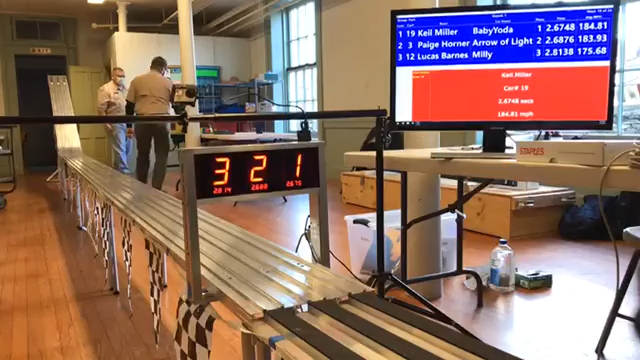 EXIT
1 19 Keil Miller BabyYoda 1 2.6748 184.81
2 3 Paige Horner Arrow of Light 2 2.6876 183.93
3 12 Lucas Barnes Milly 3 2.8138 175.68
Keil Miller
Car# 19
2.6748 secs
184.81 mph
3 2 1
STAPLES